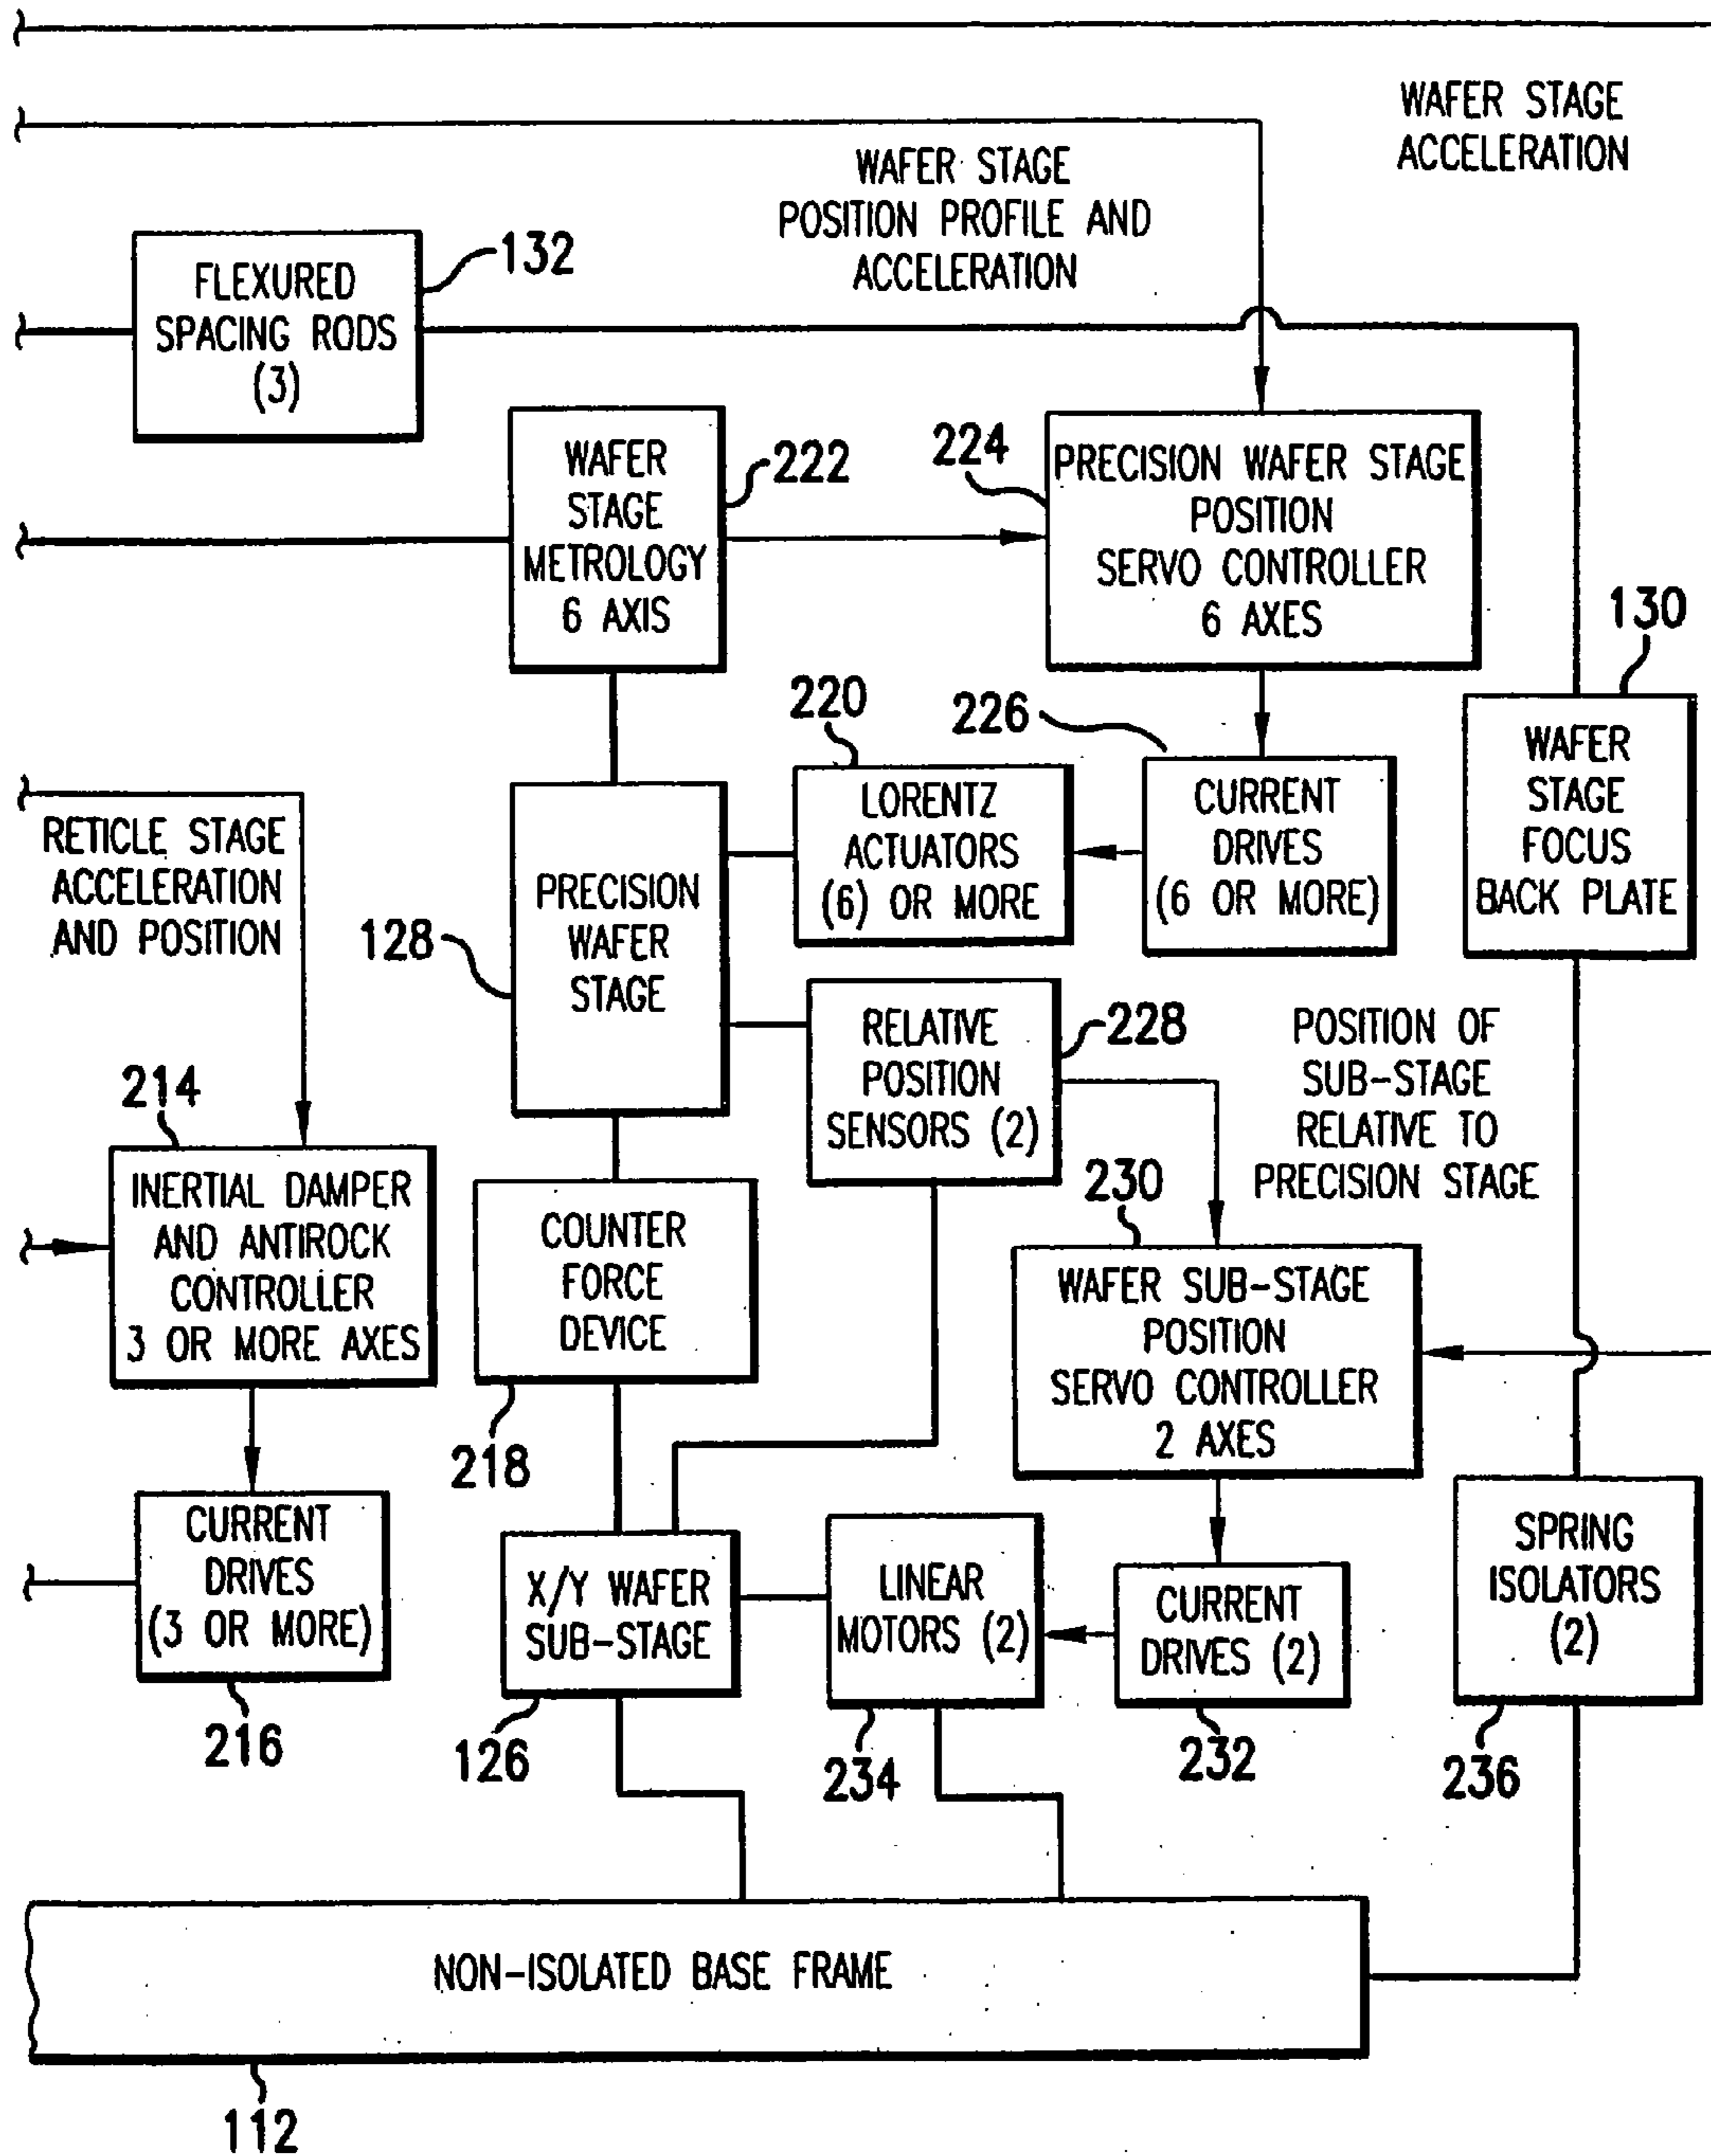 WAFER STAGE
ACCELERATION
WAFER STAGE
POSITION PROFILE AND
ACCELERATION
FLEXURED
SPACING RODS
(3)
132
WAFER
STAGE
METROLOGY
6 AXIS
222
224
PRECISION WAFER STAGE
POSITION
SERVO CONTROLLER
6 AXES
130
WAFER
STAGE
FOCUS
BACK PLATE
220
LORENTZ
ACTUATORS
(6) OR MORE
226
CURRENT
DRIVES
(6 OR MORE)
RETICLE STAGE
ACCELERATION
AND POSITION
128
PRECISION
WAFER
STAGE
RELATIVE
POSITION
SENSORS (2)
228
POSITION OF
SUB-STAGE
RELATIVE TO
PRECISION STAGE
214
INERTIAL DAMPER
AND ANTIROCK
CONTROLLER
3 OR MORE AXES
COUNTER
FORCE
DEVICE
218
230
WAFER SUB-STAGE
POSITION
SERVO CONTROLLER
2 AXES
CURRENT
DRIVES
(3 OR MORE)
216
X/Y WAFER
SUB-STAGE
126
LINEAR
MOTORS (2)
234
CURRENT
DRIVES (2)
232
SPRING
ISOLATORS
(2)
236
NON-ISOLATED BASE FRAME
112